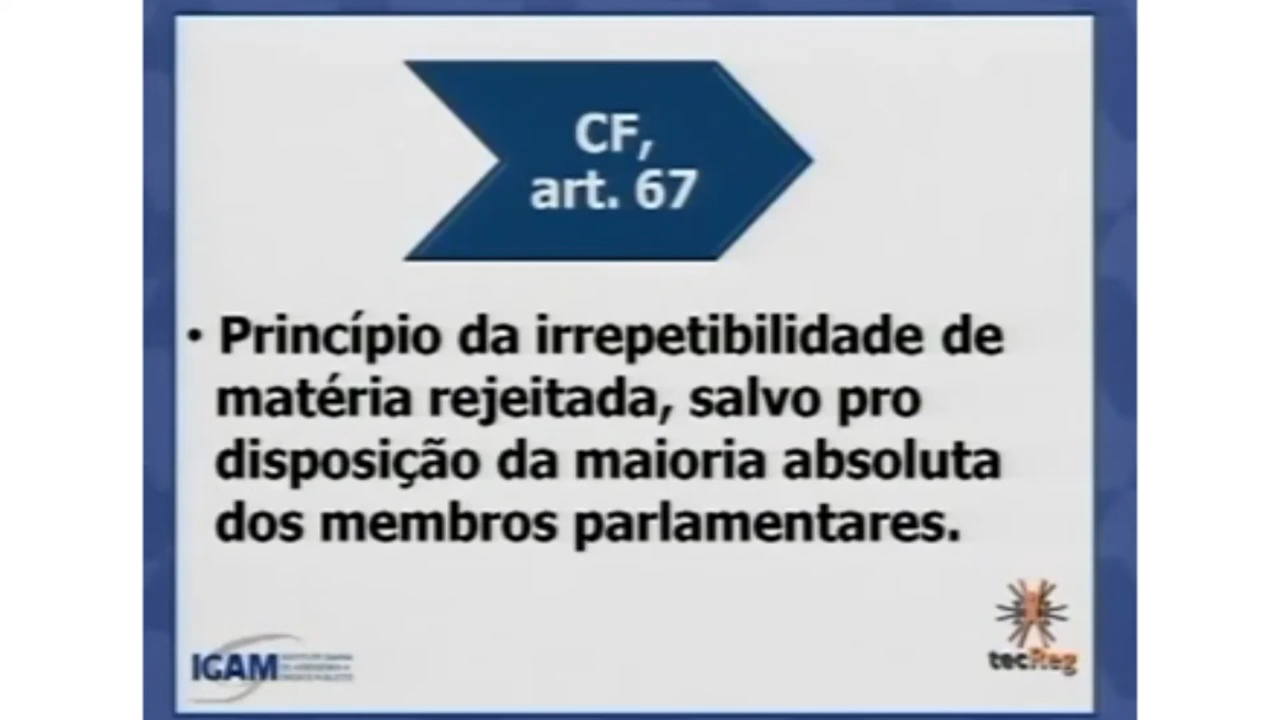 CF,
art. 67
• Princípio da irrepetibilidade de
matéria rejeitada, salvo pro
disposição da maioria absoluta
dos membros parlamentares.
IGAM
tecReg